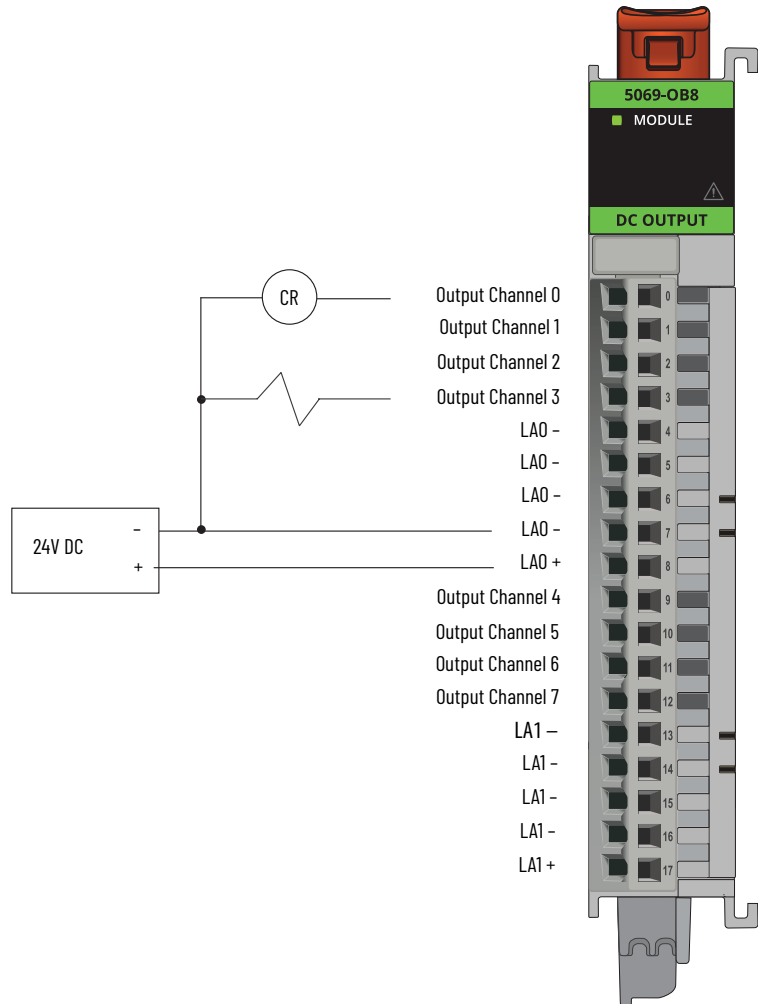 5069-OB8
MODULE
DC OUTPUT
CR
Output Channel 0
0
Output Channel 1
1
Output Channel 2
2
Output Channel 3
3
LA0 –
4
LA0 –
5
LA0 –
6
24V DC
–
+
LA0 –
7
LA0 +
8
Output Channel 4
9
Output Channel 5
10
Output Channel 6
11
Output Channel 7
12
LA1 –
13
LA1 –
14
LA1 –
15
LA1 –
16
LA1 +
17